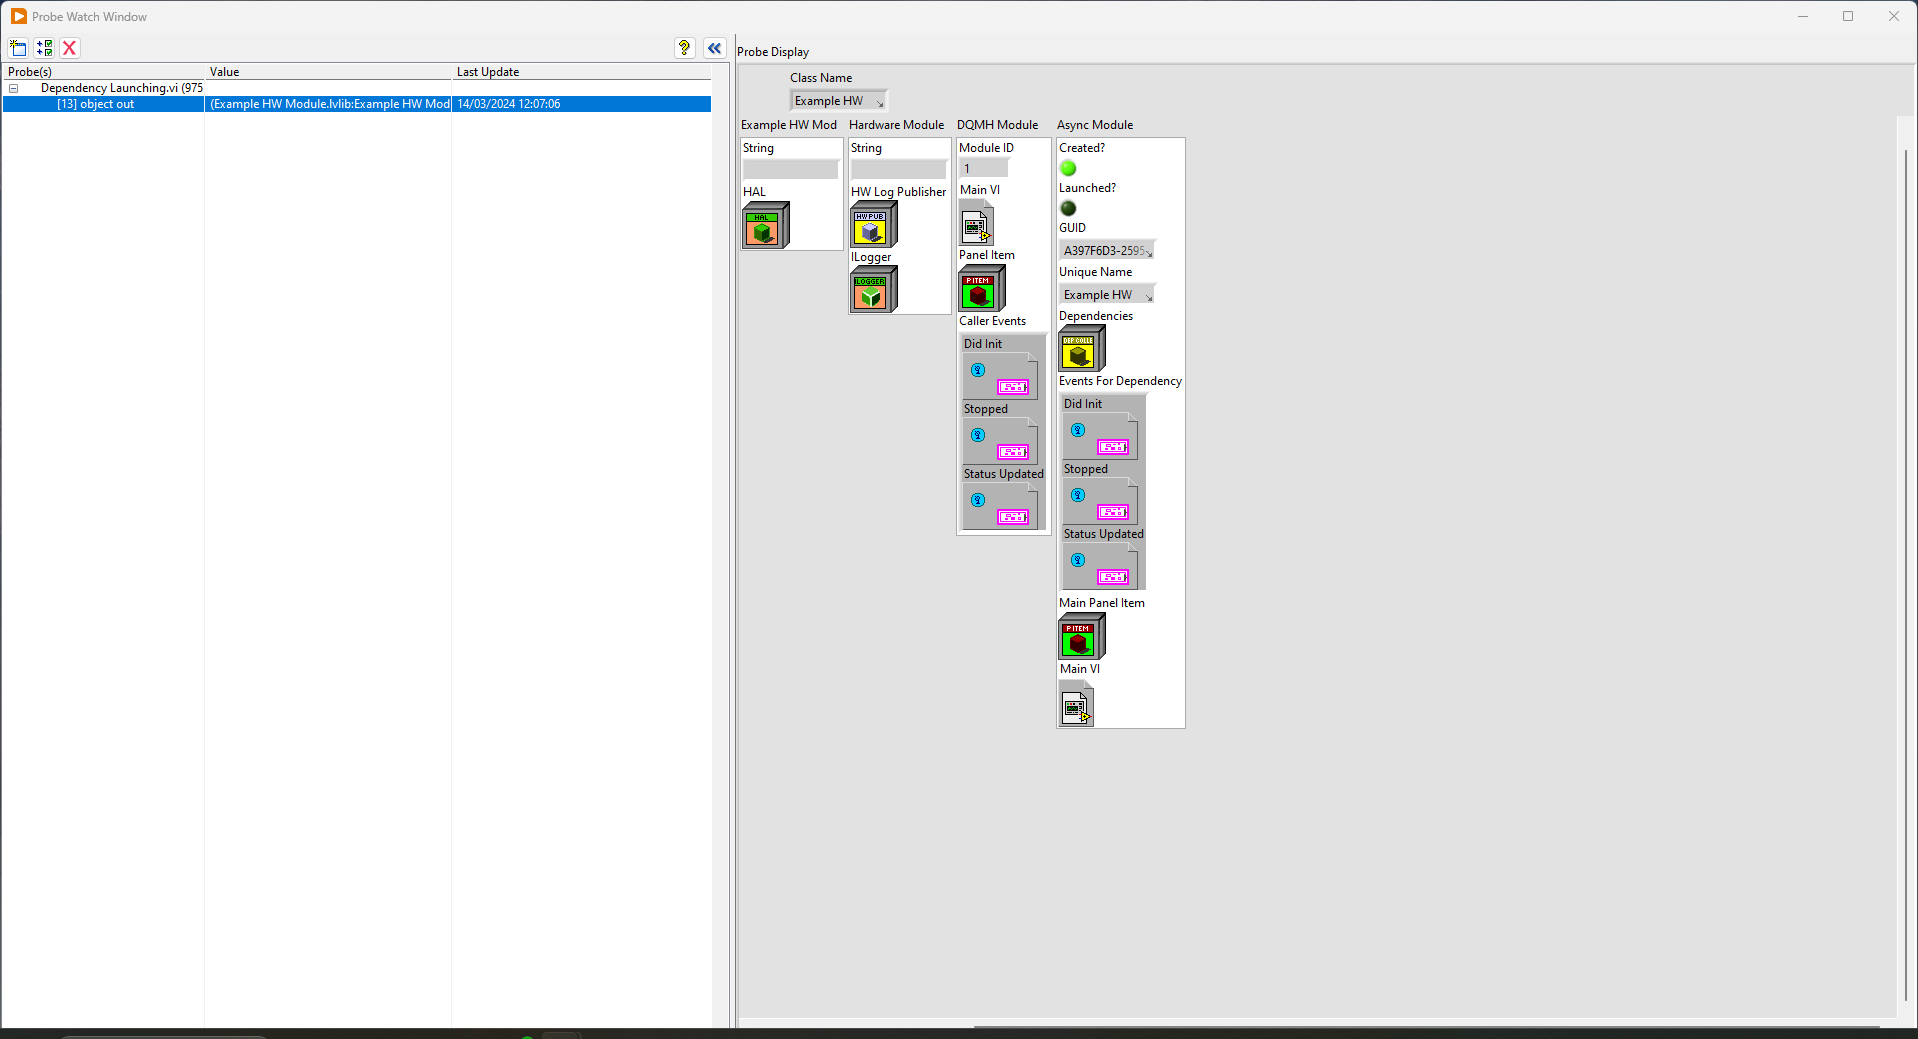 Probe Watch Window
Probe(s) Value Last Update
Dependency Launching.vi (975
[13] object out (Example HW Module.lvlib:Example HW Mod 14/03/2024 12:07:06
Probe Display
Class Name
Example HW
Example HW Mod
String
HAL
HAL
Hardware Module
String
HW Log Publisher
HW PUB
ILogger
ILOGGER
DQMH Module
Module ID
1
Main VI
Panel Item
P ITEM
Caller Events
Did Init
Stopped
Status Updated
Async Module
Created?
Launched?
GUID
A397F6D3-2595
Unique Name
Example HW
Dependencies
DEP COLLE
Events For Dependency
Did Init
Stopped
Status Updated
Main Panel Item
P ITEM
Main VI